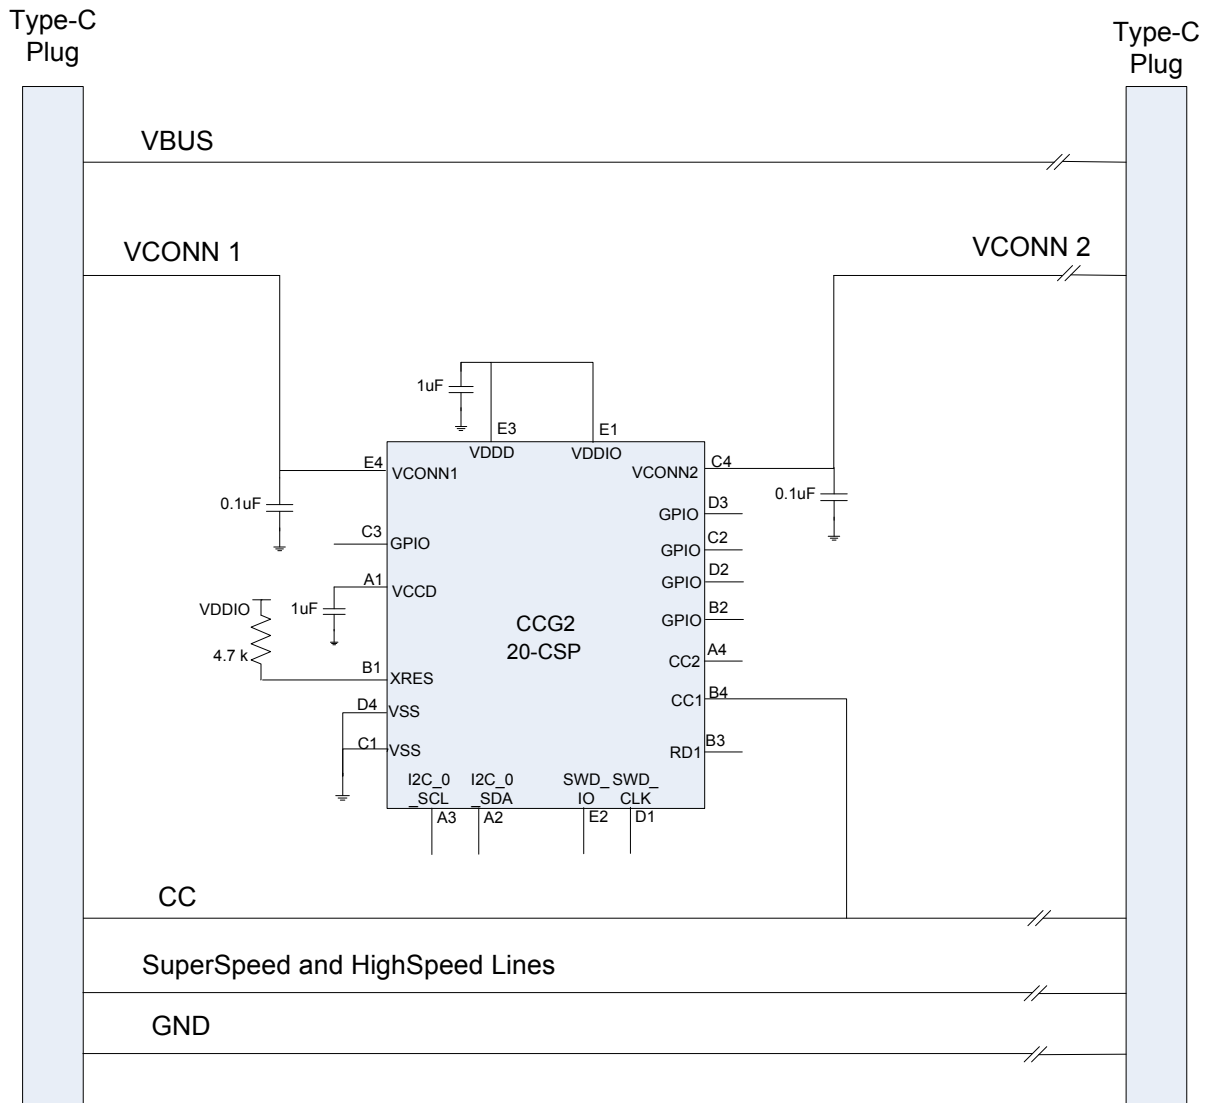 Type-C
Plug
Type-C
Plug
VBUS
VCONN 1
VCONN 2
1uF
E3
E1
VDDD
VDDIO
E4
VCONN1
VCONN2
C4
0.1uF
0.1uF
D3
GPIO
C3
GPIO
C2
GPIO
A1
VCCD
D2
GPIO
VDDIO
1uF
B2
GPIO
CCG2
20-CSP
4.7 k
A4
CC2
B1
XRES
B4
CC1
D4
VSS
C1
VSS
B3
RD1
I2C_0
_SCL
I2C_0
_SDA
SWD_
IO
SWD_
CLK
A3
A2
E2
D1
CC
SuperSpeed and HighSpeed Lines
GND